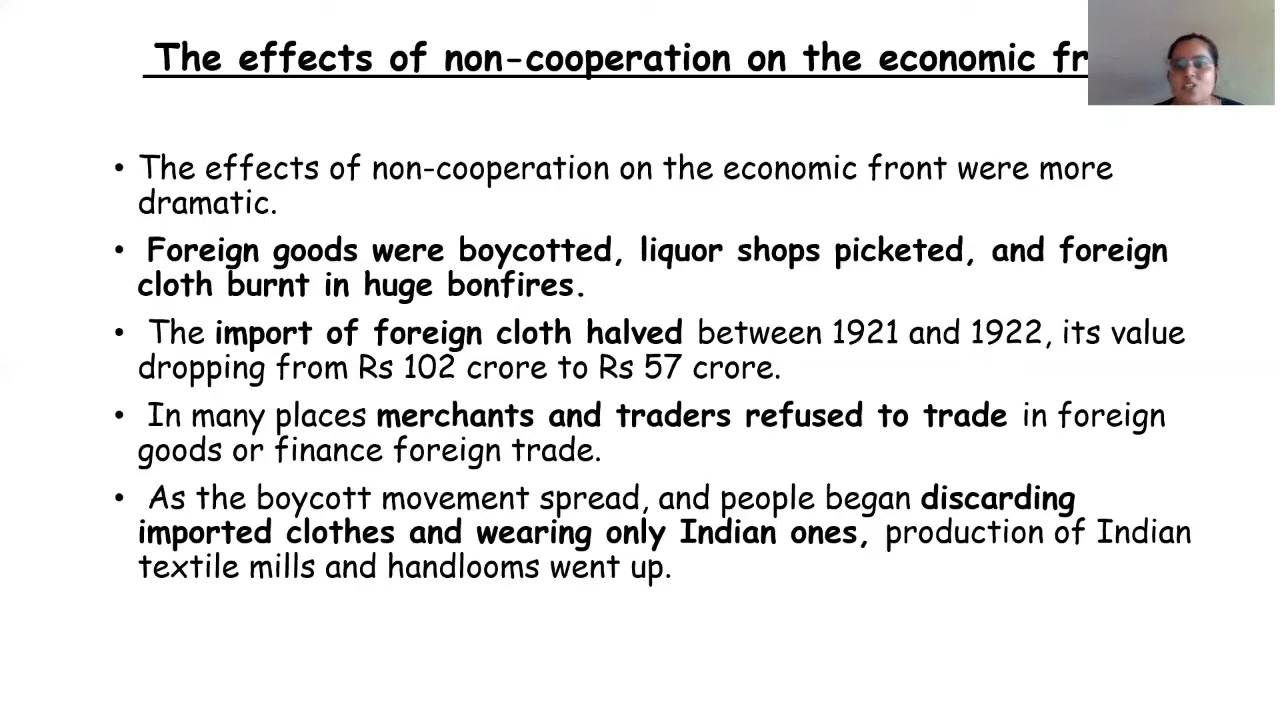 The effects of non-cooperation on the economic
• The effects of non-cooperation on the economic front were more
dramatic.
• Foreign goods were boycotted, liquor shops picketed, and foreign
cloth burnt in huge bonfires.
• The import of foreign cloth halved between 1921 and 1922, its value
dropping from Rs 102 crore to Rs 57 crore.
• In many places merchants and traders refused to trade in foreign
goods or finance foreign trade.
• As the boycott movement spread, and people began discarding
imported clothes and wearing only Indian ones, production of Indian
textile mills and handlooms went up.